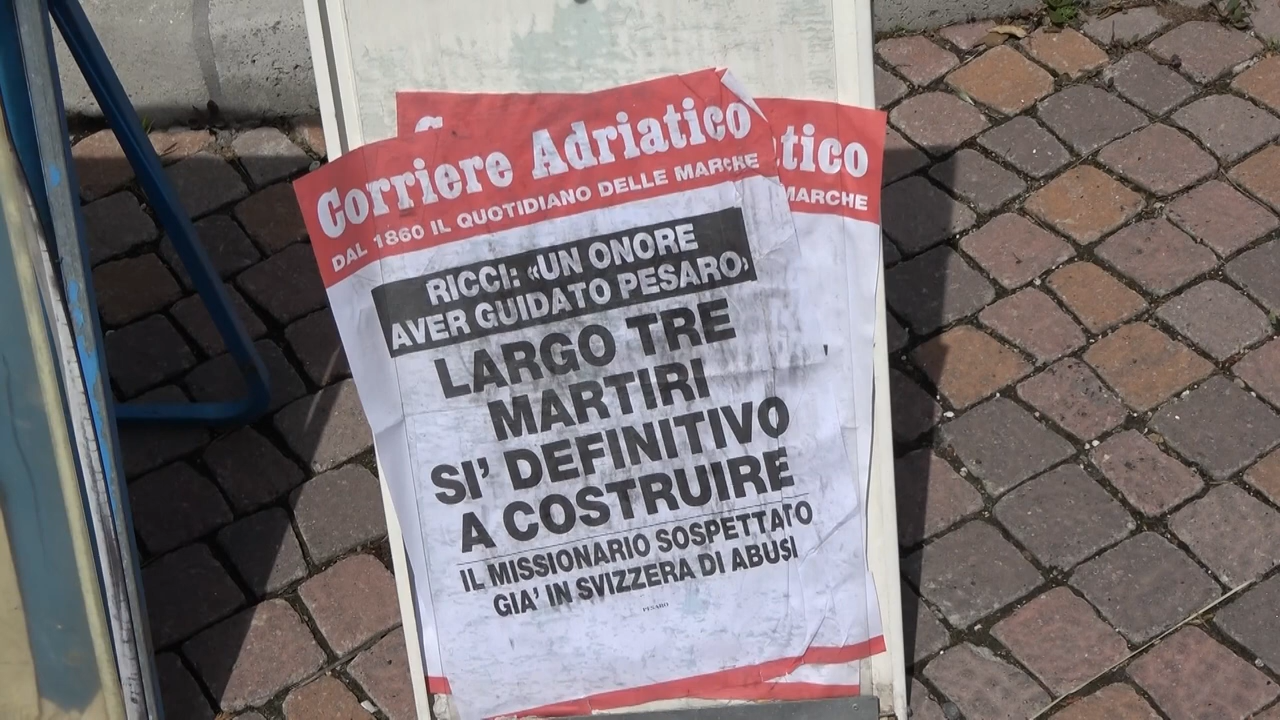 Corriere Adriatico
DAL 1860 IL QUOTIDIANO DELLE MARCHE
tico
MARCHE
RICCI: «UN ONORE
AVER GUIDATO PESARO»
LARGO TRE
MARTIRI
SI' DEFINITIVO
A COSTRUIRE
IL MISSIONARIO SOSPETTATO
GIA' IN SVIZZERA DI ABUSI
PESARO